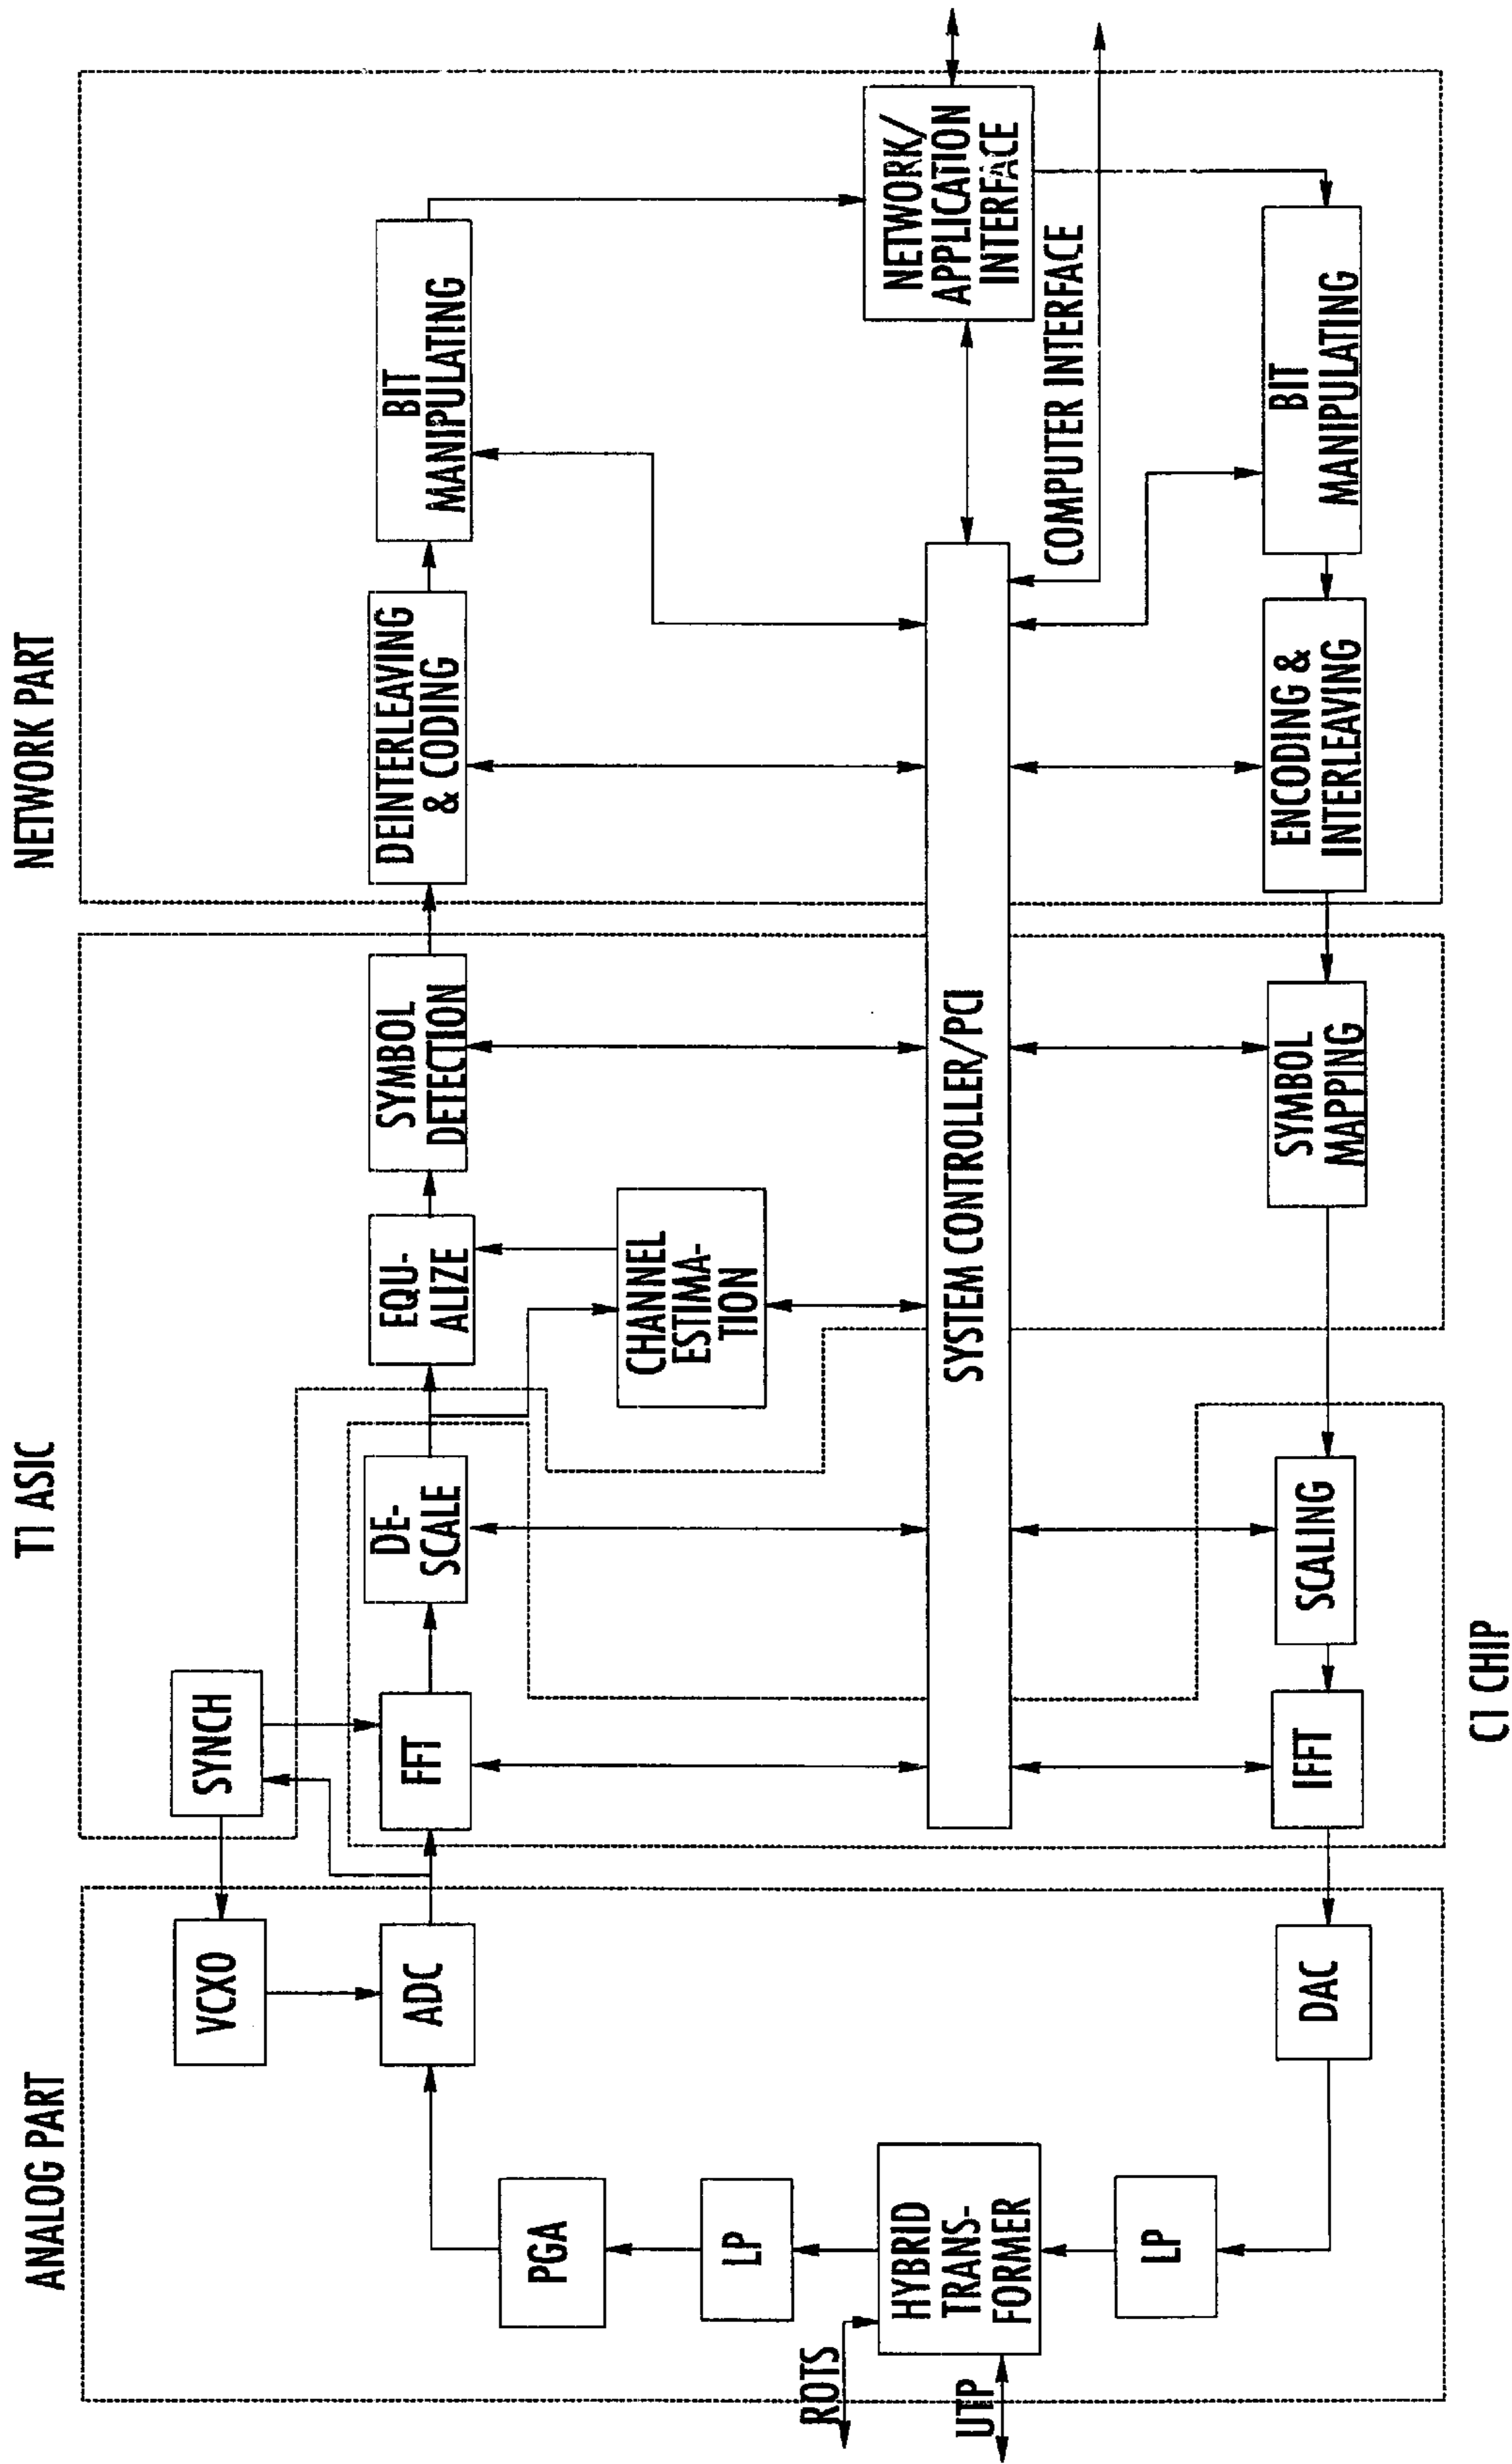 ANALOG PART
T1 ASIC
NETWORK PART
VCXO
SYNCH
ADC
FFT
DE-
SCALE
EQU-
ALIZE
SYMBOL
DETECTION
DEINTERLEAVING
& CODING
BIT
MANIPULATING
PGA
CHANNEL
ESTIMA-
TION
LP
ROTS
HYBRID
TRANS-
FORMER
UTP
SYSTEM CONTROLLER/PCI
NETWORK/
APPLICATION
INTERFACE
COMPUTER INTERFACE
LP
DAC
IFFT
SCALING
SYMBOL
MAPPING
ENCODING &
INTERLEAVING
BIT
MANIPULATING
C1 CHIP